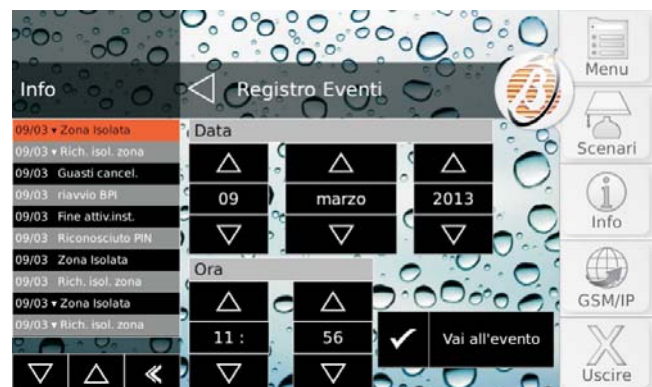 Info
Registro Eventi
09/03 ▾ Zona Isolata
09/03 ▾ Rich. isol. zona
09/03 Guasti cancel.
09/03 riavvio BPI
09/03 Fine attiv.inst.
09/03 Riconosciuto PIN
09/03 Zona Isolata
09/03 Rich. isol. zona
09/03 ▾ Zona Isolata
09/03 ▾ Rich. isol. zona
Data
09 marzo 2013
Ora
11 : 56
Vai all'evento
Menu
Scenari
Info
GSM/IP
Uscire